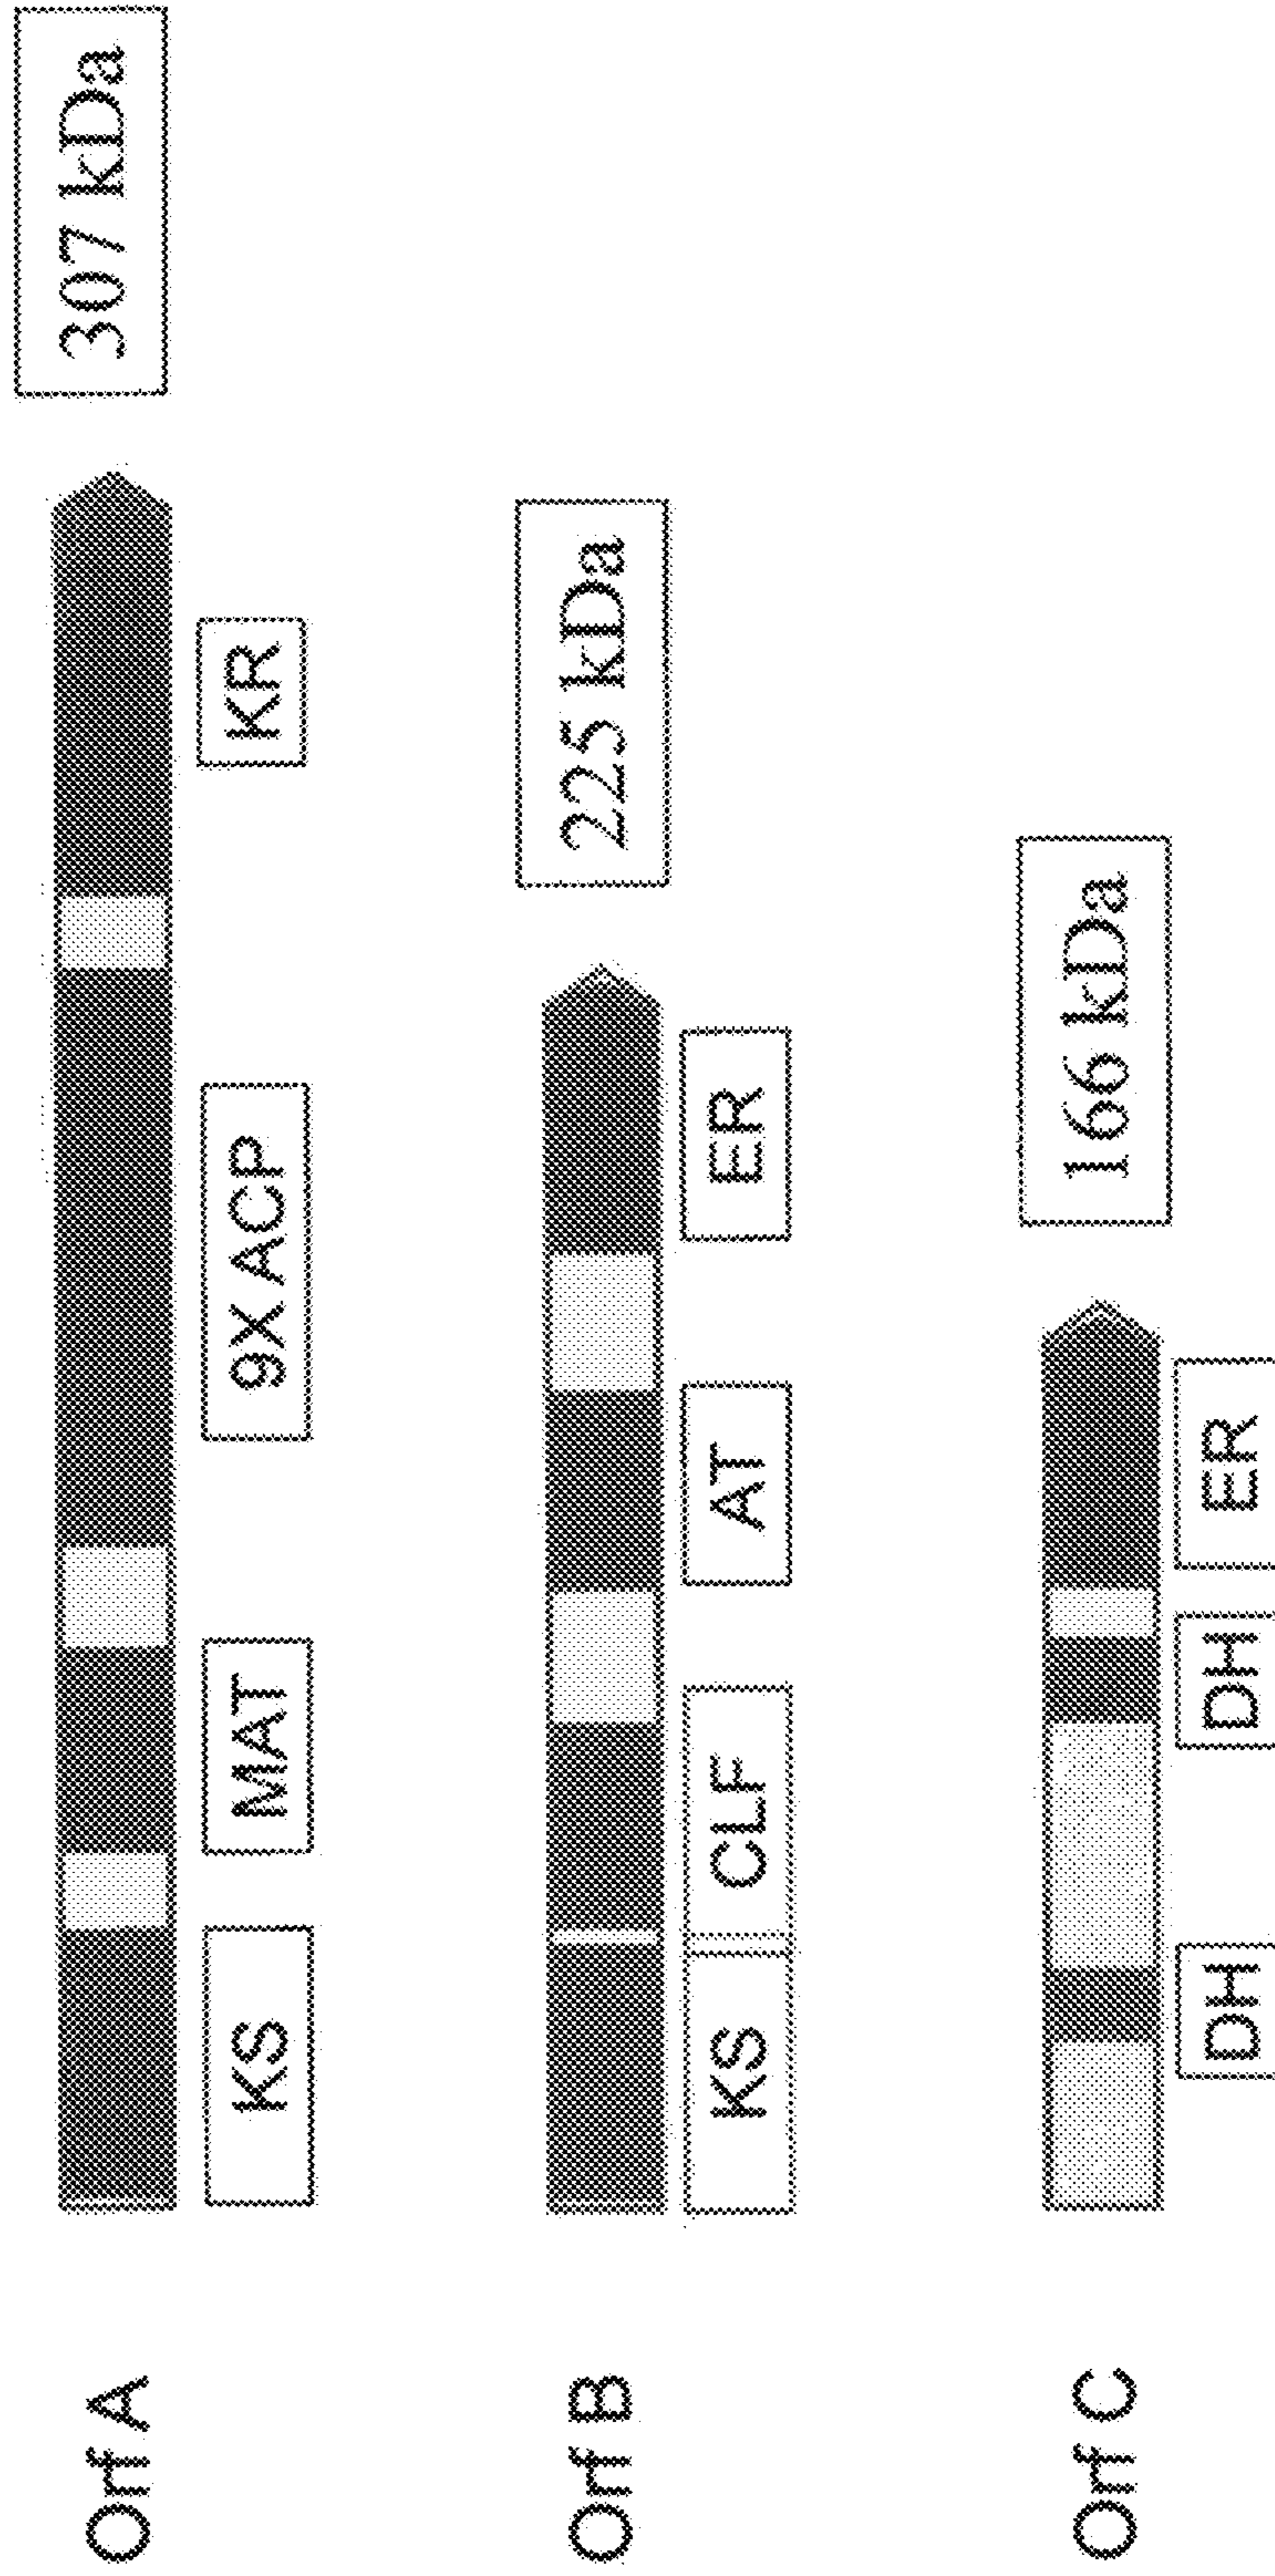 Orf A
307 kDa
KS
MAT
9X ACP
KR
Orf B
225 kDa
KS
CLF
AT
ER
Orf C
166 kDa
DH
DH
ER